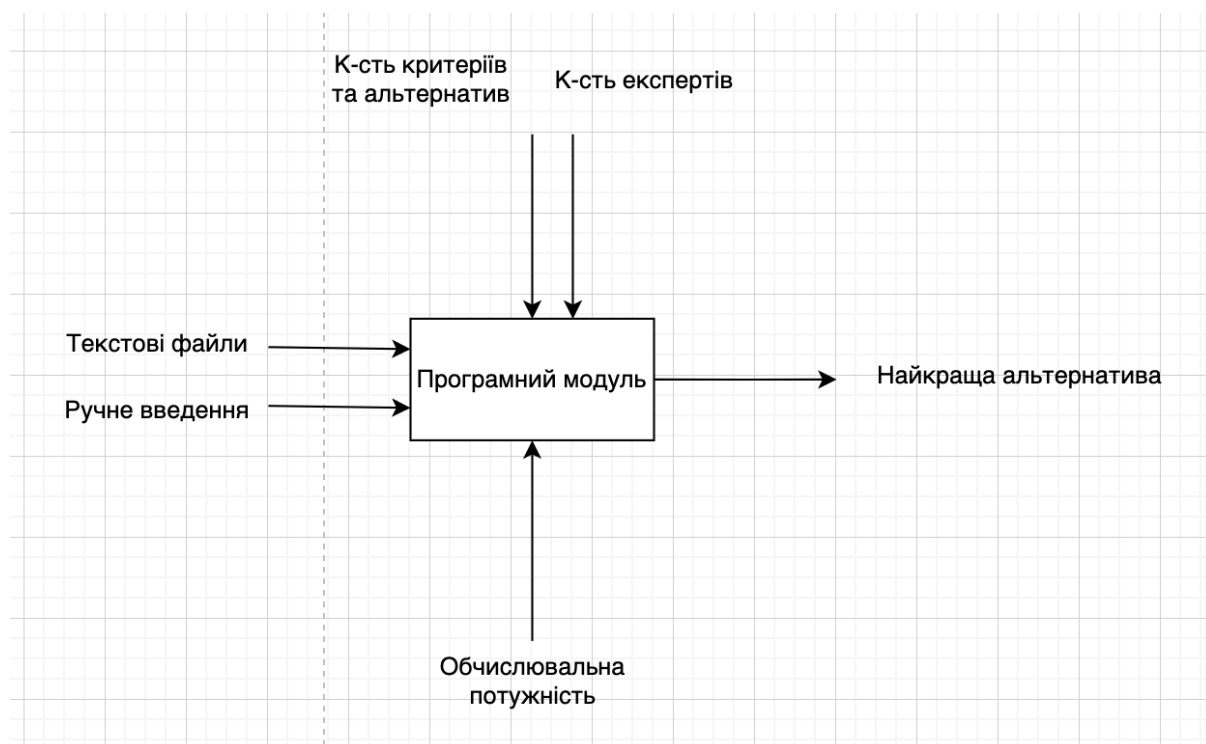 К-сть критеріїв
та альтернатив
К-сть експертів
Текстові файли
Ручне введення
Програмний модуль
Найкраща альтернатива
Обчислювальна
потужність